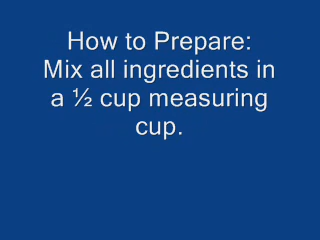 How to Prepare:
Mix all ingredients in
a ½ cup measuring
cup.